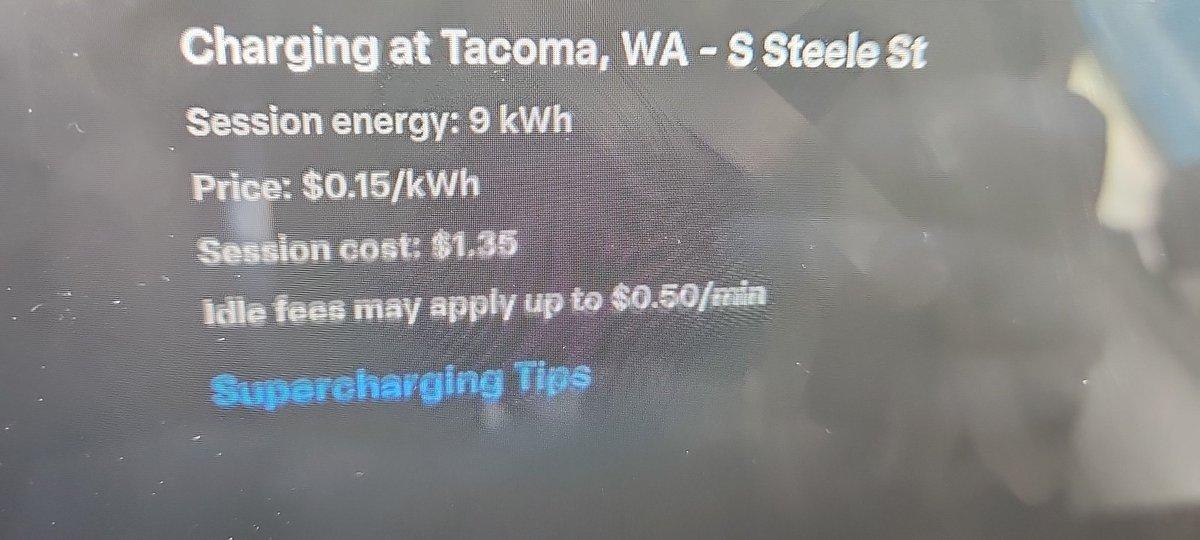 Charging at Tacoma, WA - S Steele St
Session energy: 9 kWh
Price: $0.15/kWh
Session cost: $1.35
Idle fees may apply up to $0.50/min
Supercharging Tips